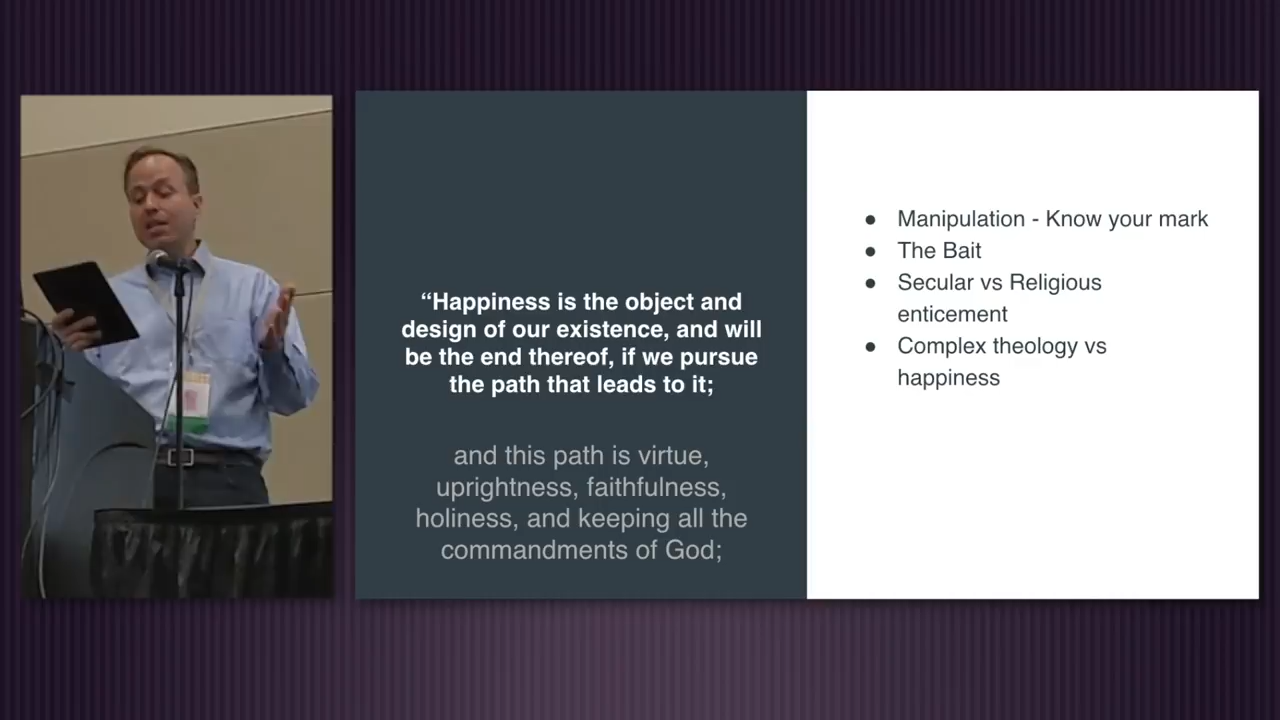 “Happiness is the object and
design of our existence, and will
be the end thereof, if we pursue
the path that leads to it;
and this path is virtue,
uprightness, faithfulness,
holiness, and keeping all the
commandments of God;
● Manipulation - Know your mark
● The Bait
● Secular vs Religious
enticement
● Complex theology vs
happiness